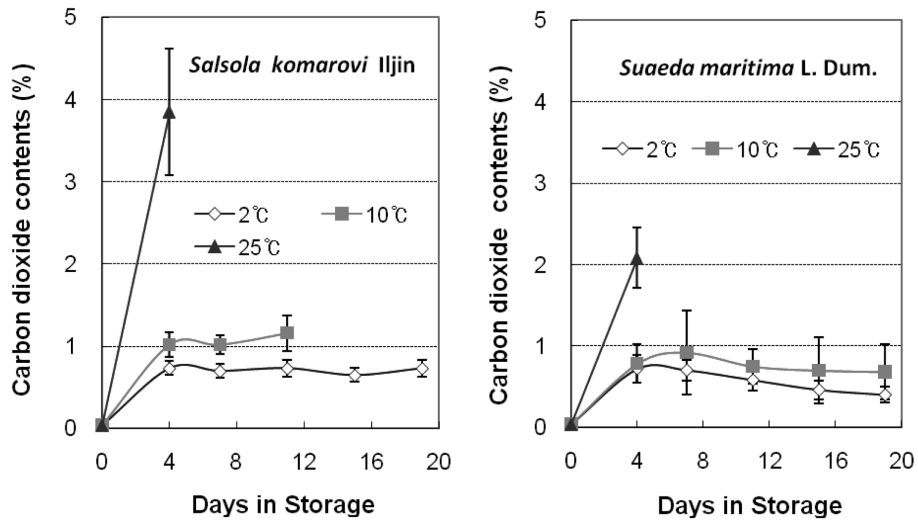 Salsola komarovi Iljin
Carbon dioxide contents (%)
5
4
3
2
1
0
2℃
10℃
25℃
0 4 8 12 16 20
Days in Storage
Suaeda maritima L. Dum.
Carbon dioxide contents (%)
5
4
3
2
1
0
2℃ 10℃ 25℃
0 4 8 12 16 20
Days in Storage